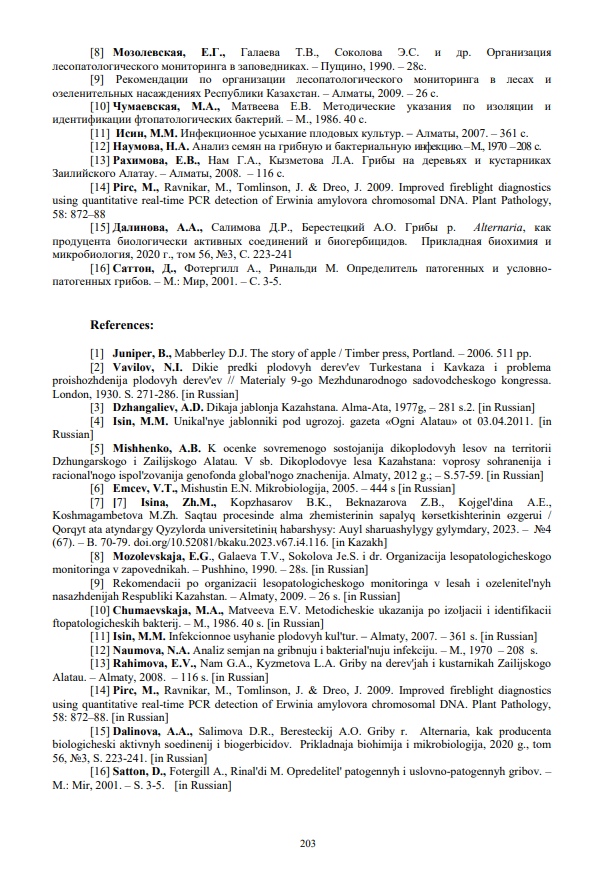 [8] Мозолевская, Е.Г., Галаева Т.В., Соколова Э.С. и др. Организация
лесопатологического мониторинга в заповедниках. – Пущино, 1990. – 28с.
[9] Рекомендации по организации лесопатологического мониторинга в лесах и
озеленительных насаждениях Республики Казахстан. – Алматы, 2009. – 26 с.
[10] Чумаевская, М.А., Матвеева Е.В. Методические указания по изоляции и
идентификации фтопатологических бактерий. – М., 1986. 40 с.
[11] Исин, М.М. Инфекционное усыхание плодовых культур. – Алматы, 2007. – 361 с.
[12] Наумова, Н.А. Анализ семян на грибную и бактериальную инфекцию. – М., 1970 – 208 с.
[13] Рахимова, Е.В., Нам Г.А., Кызметова Л.А. Грибы на деревьях и кустарниках
Заилийского Алатау. – Алматы, 2008. – 116 с.
[14] Pirc, M., Ravnikar, M., Tomlinson, J. & Dreo, J. 2009. Improved fireblight diagnostics
using quantitative real-time PCR detection of Erwinia amylovora chromosomal DNA. Plant Pathology,
58: 872–88
[15] Далинова, А.А., Салимова Д.Р., Берестецкий А.О. Грибы р. Alternaria, как
продуцента биологически активных соединений и биогербицидов. Прикладная биохимия и
микробиология, 2020 г., том 56, №3, С. 223-241
[16] Саттон, Д., Фотергилл А., Ринальди М. Определитель патогенных и условно-
патогенных грибов. – М.: Мир, 2001. – С. 3-5.
References:
[1] Juniper, B., Mabberley D.J. The story of apple / Timber press, Portland. – 2006. 511 pp.
[2] Vavilov, N.I. Dikie predki plodovyh derev'ev Turkestana i Kavkaza i problema
proishozhdenija plodovyh derev'ev // Materialy 9-go Mezhdunarodnogo sadovodcheskogo kongressa.
London, 1930. S. 271-286. [in Russian]
[3] Dzhangaliev, A.D. Dikaja jablonja Kazahstana. Alma-Ata, 1977g, – 281 s.2. [in Russian]
[4] Isin, M.M. Unikal'nye jablonniki pod ugrozoj. gazeta «Ogni Alatau» ot 03.04.2011. [in
Russian]
[5] Mishhenko, A.B. K ocenke sovremenogo sostojanija dikoplodovyh lesov na territorii
Dzhungarskogo i Zailijskogo Alatau. V sb. Dikoplodovye lesa Kazahstana: voprosy sohranenija i
racional'nogo ispol'zovanija genofonda global'nogo znachenija. Almaty, 2012 g.; – S.57-59. [in Russian]
[6] Emcev, V.T., Mishustin E.N. Mikrobiologija, 2005. – 444 s [in Russian]
[7] [7] Isina, Zh.M., Kopzhasarov B.K., Beknazarova Z.B., Kojgel'dina A.E.,
Koshmagambetova M.Zh. Saqtau procesinde alma zhemisterinin sapalyq korsetkishterinin өzgerui /
Qorqyt ata atyndaғy Qyzylorda universitetiniң habarshysy: Auyl sharuashylygy gylymdary, 2023. – №4
(67). – B. 70-79. doi.org/10.52081/bkaku.2023.v67.i4.116. [in Kazakh]
[8] Mozolevskaja, E.G., Galaeva T.V., Sokolova Je.S. i dr. Organizacija lesopatologicheskogo
monitoringa v zapovednikah. – Pushhino, 1990. – 28s. [in Russian]
[9] Rekomendacii po organizacii lesopatologicheskogo monitoringa v lesah i ozelenitel'nyh
nasazhdenijah Respubliki Kazahstan. – Almaty, 2009. – 26 s. [in Russian]
[10] Chumaevskaja, M.A., Matveeva E.V. Metodicheskie ukazanija po izoljacii i identifikacii
ftopatologicheskih bakterij. – M., 1986. 40 s. [in Russian]
[11] Isin, M.M. Infekcionnoe usyhanie plodovyh kul'tur. – Almaty, 2007. – 361 s. [in Russian]
[12] Naumova, N.A. Analiz semjan na gribnuju i bakterial'nuju infekciju. – M., 1970 – 208 s.
[13] Rahimova, E.V., Nam G.A., Kyzmetova L.A. Griby na derev'jah i kustarnikah Zailijskogo
Alatau. – Almaty, 2008. – 116 s. [in Russian]
[14] Pirc, M., Ravnikar, M., Tomlinson, J. & Dreo, J. 2009. Improved fireblight diagnostics
using quantitative real-time PCR detection of Erwinia amylovora chromosomal DNA. Plant Pathology,
58: 872–88. [in Russian]
[15] Dalinova, A.A., Salimova D.R., Beresteckij A.O. Griby r. Alternaria, kak producenta
biologicheski aktivnyh soedinenij i biogerbicidov. Prikladnaja biohimija i mikrobiologija, 2020 g., tom
56, №3, S. 223-241. [in Russian]
[16] Satton, D., Fotergill A., Rinal'di M. Opredelitel' patogennyh i uslovno-patogennyh gribov. –
M.: Mir, 2001. – S. 3-5. [in Russian]
203